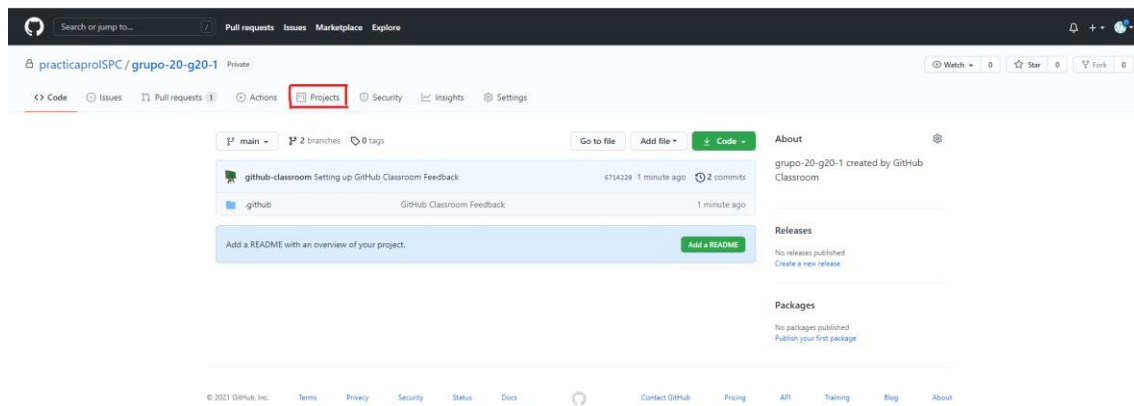 Search or jump to... / Pull requests Issues Marketplace Explore
practicaproISPC / grupo-20-g20-1 Private Watch 0 Star 0 Fork 0
Code Issues Pull requests 1 Actions Projects Security Insights Settings
main 2 branches 0 tags Go to file Add file Code
About
grupo-20-g20-1 created by GitHub
Classroom
github-classroom Setting up GitHub Classroom Feedback 6754220 1 minute ago 2 commits
.github GitHub Classroom Feedback 1 minute ago
Add a README with an overview of your project. Add a README
Releases
No releases published
Create a new release
Packages
No packages published
Publish your first package
© 2021 GitHub, Inc. Terms Privacy Security Status Docs Contact GitHub Pricing API Training Blog About